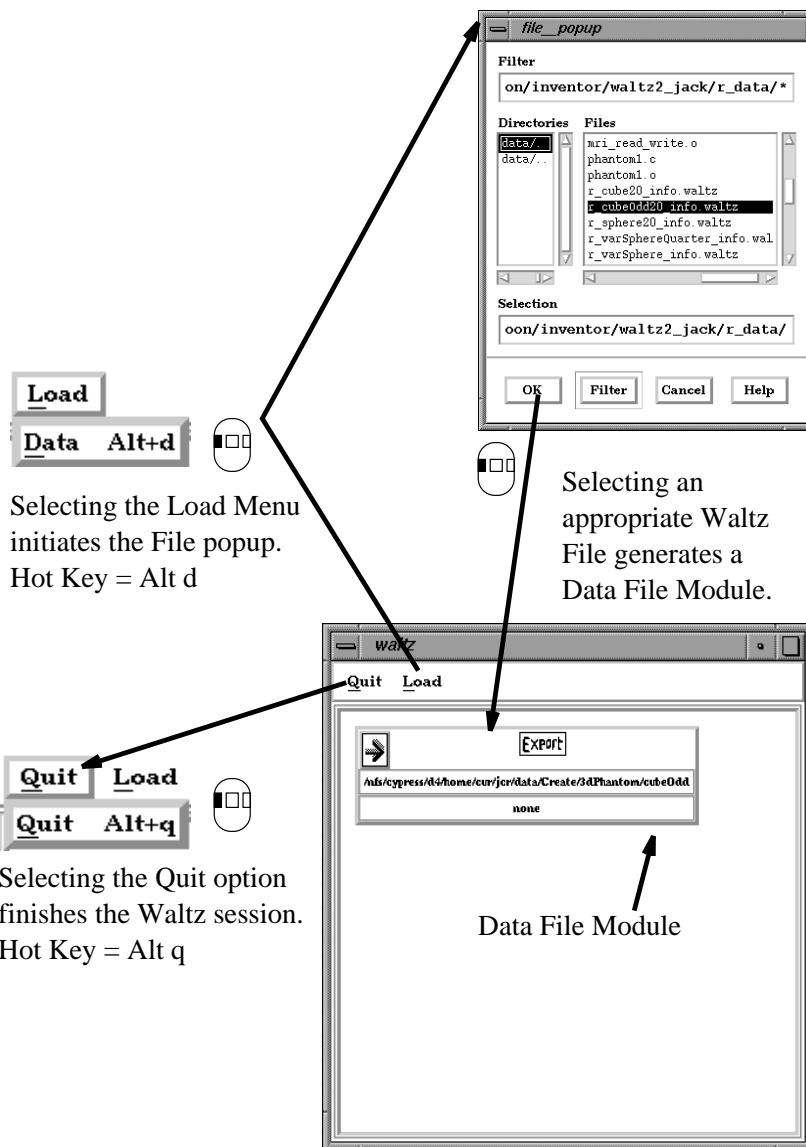 file__popup
Filter
on/inventor/waltz2_jack/r_data/*
Directories Files
data/.
data/..
mri_read_write.o
phantom1.c
phantom1.o
r_cube20_info.waltz
r_cubeOdd20_info.waltz
r_sphere20_info.waltz
r_varSphereQuarter_info.wal
r_varSphere_info.waltz
Selection
oon/inventor/waltz2_jack/r_data/
OK Filter Cancel Help
Load
Data Alt+d
Selecting the Load Menu
initiates the File popup.
Hot Key = Alt d
Selecting an
appropriate Waltz
File generates a
Data File Module.
waltz
Quit Load
Export
/nfs/cypress/d4/home/cur/jcr/data/Create/3dPhantom/cubeOdd
none
Data File Module
Quit Load
Quit Alt+q
Selecting the Quit option
finishes the Waltz session.
Hot Key = Alt q